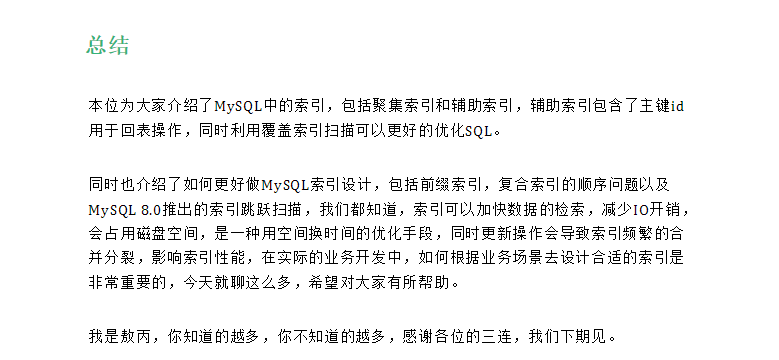 总结
本位为大家介绍了MySQL中的索引，包括聚集索引和辅助索引，辅助索引包含了主键id
用于回表操作，同时利用覆盖索引扫描可以更好的优化SQL。
同时也介绍了如何更好做MySQL索引设计，包括前缀索引，复合索引的顺序问题以及
MySQL 8.0推出的索引跳跃扫描，我们都知道，索引可以加快数据的检索，减少IO开销，
会占用磁盘空间，是一种用空间换时间的优化手段，同时更新操作会导致索引频繁的合
并分裂，影响索引性能，在实际的业务开发中，如何根据业务场景去设计合适的索引是
非常重要的，今天就聊这么多，希望对大家有所帮助。
我是敖丙，你知道的越多，你不知道的越多，感谢各位的三连，我们下期见。